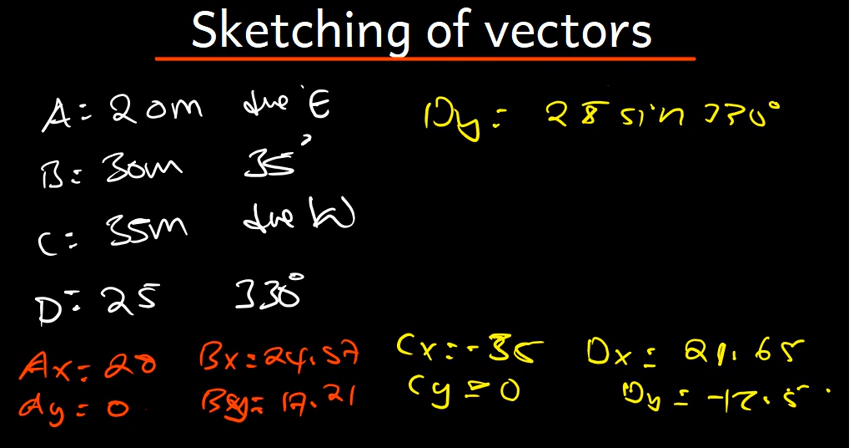 Sketching of vectors
A = 20m due E
B = 30m 35°
C = 35m due W
D = 25 330°
Dy = 25 sin 330°
Ax = 20
Ay = 0
Bx = 24.57
By = 17.21
Cx = -35
Cy = 0
Dx = 21.65
Dy = -12.5